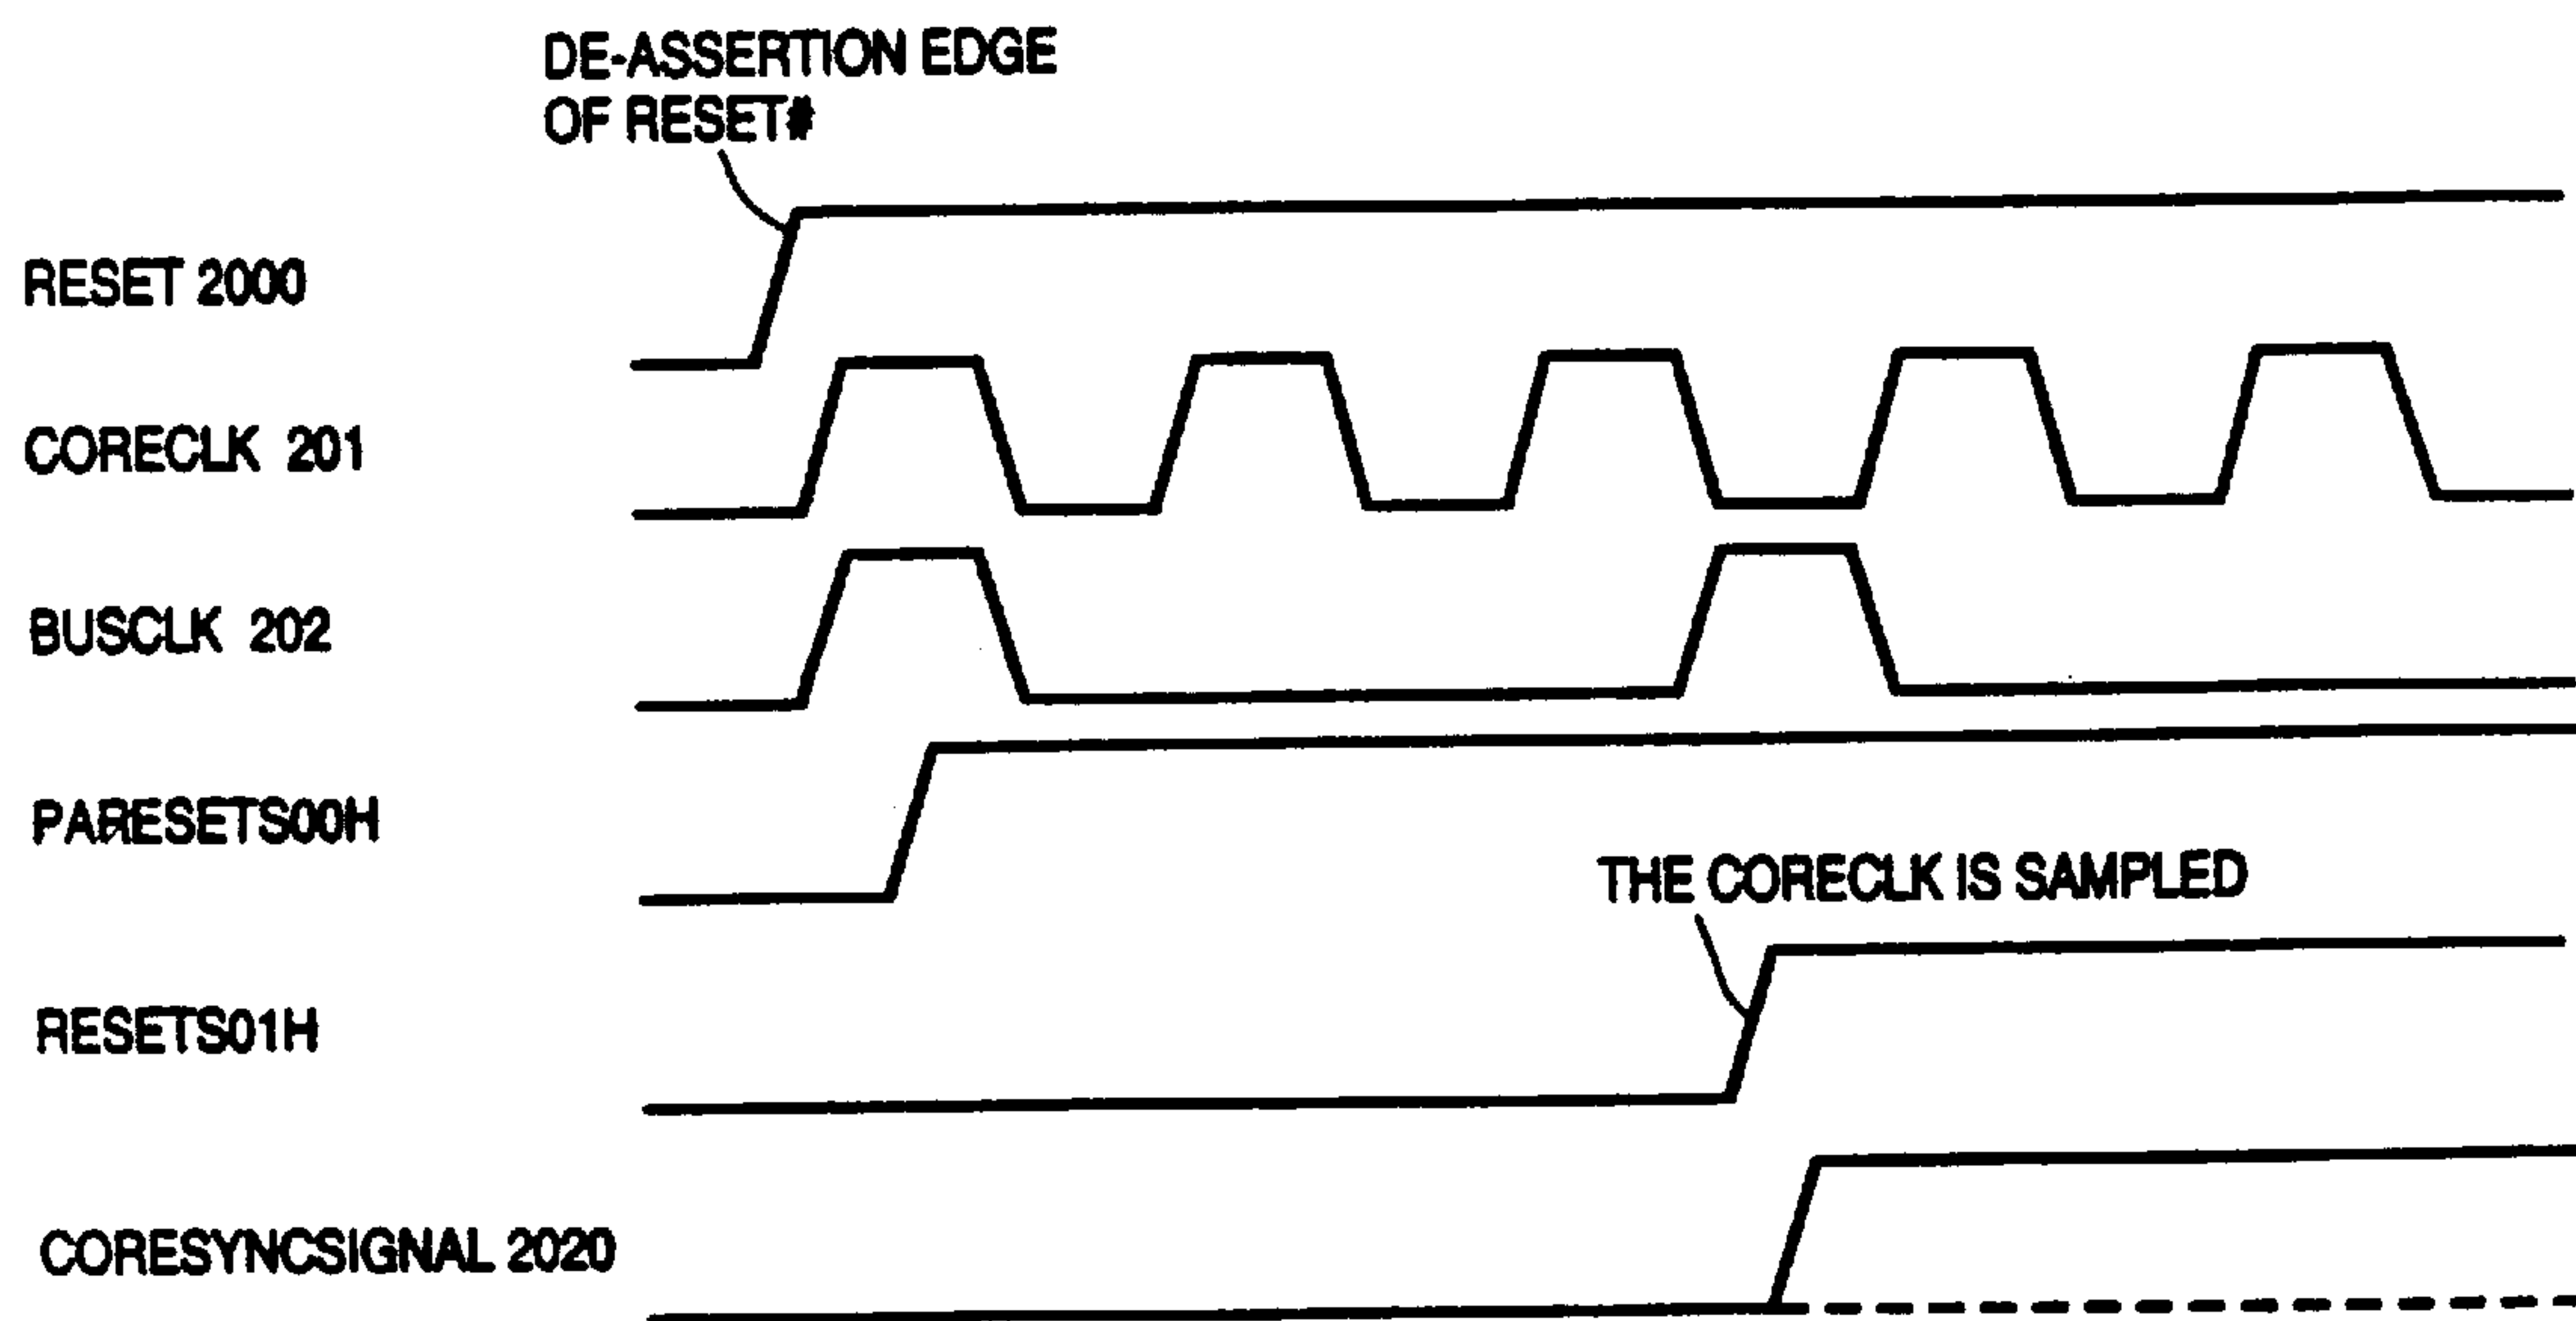 DE-ASSERTION EDGE
OF RESET#
RESET 2000
CORECLK 201
BUSCLK 202
PARESETS00H
THE CORECLK IS SAMPLED
RESETS01H
CORESYNCSIGNAL 2020